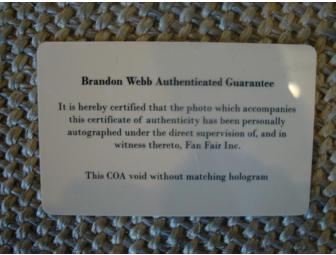 Brandon Webb Authenticated Guarantee
It is hereby certified that the photo which accompanies
this certificate of authenticity has been personally
autographed under the direct supervision of, and in
witness thereto, Fan Fair Inc.
This COA void without matching hologram